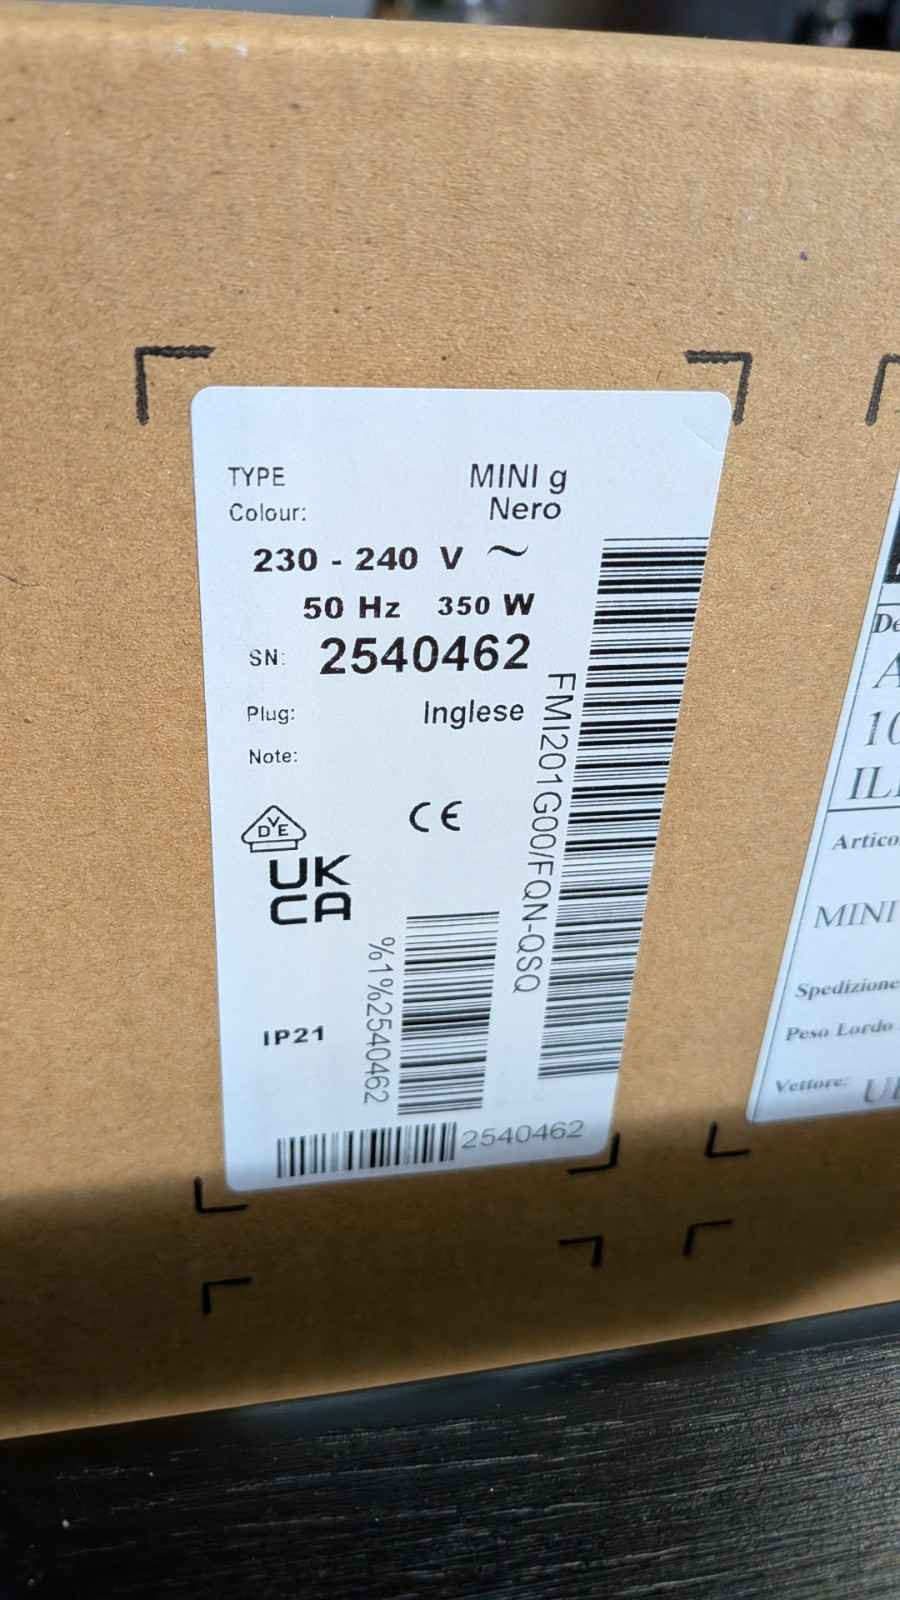 TYPE MINI g
Colour: Nero
230 - 240 V ~
50 Hz 350 W
SN: 2540462
Plug: Inglese
Note:
DVE
CE
UK
CA
IP21
%1%2540462
FMI201G00/FQN-QSQ
2540462
10
MINI
Spedizione
Peso Lordo
Vettore: